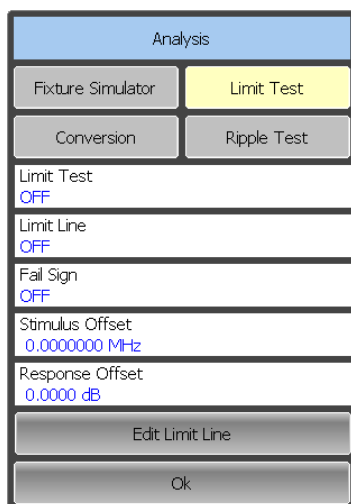 Analysis
Fixture Simulator Limit Test
Conversion Ripple Test
Limit Test
OFF
Limit Line
OFF
Fail Sign
OFF
Stimulus Offset
0.0000000 MHz
Response Offset
0.0000 dB
Edit Limit Line
Ok